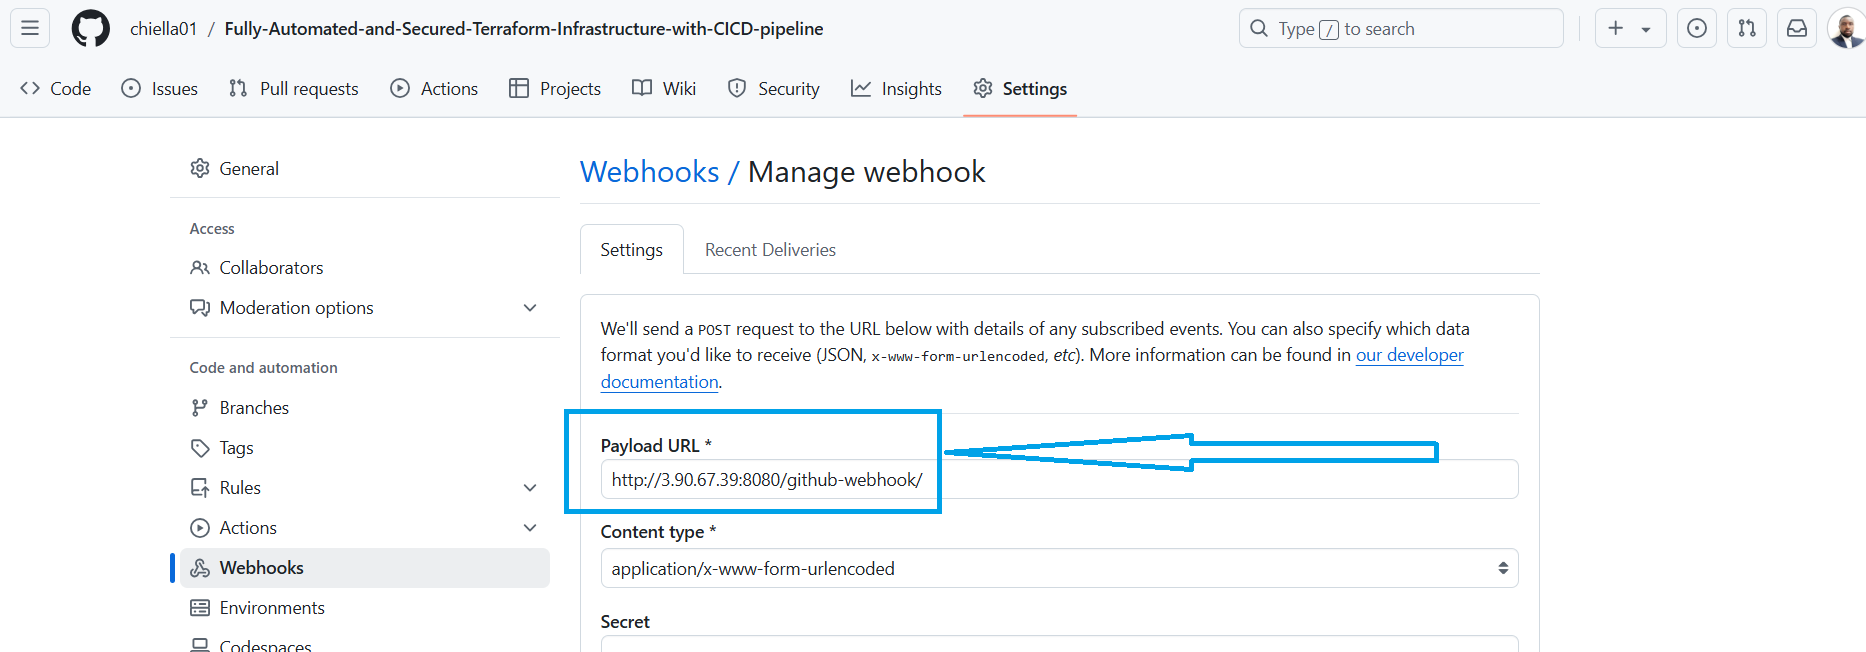 chiella01 / Fully-Automated-and-Secured-Terraform-Infrastructure-with-CICD-pipeline
Type / to search
Code
Issues
Pull requests
Actions
Projects
Wiki
Security
Insights
Settings
General
Access
Collaborators
Moderation options
Code and automation
Branches
Tags
Rules
Actions
Webhooks
Environments
Codespaces
Webhooks / Manage webhook
Settings
Recent Deliveries
We'll send a POST request to the URL below with details of any subscribed events. You can also specify which data
format you'd like to receive (JSON, x-www-form-urlencoded, etc). More information can be found in our developer
documentation.
Payload URL *
http://3.90.67.39:8080/github-webhook/
Content type *
application/x-www-form-urlencoded
Secret